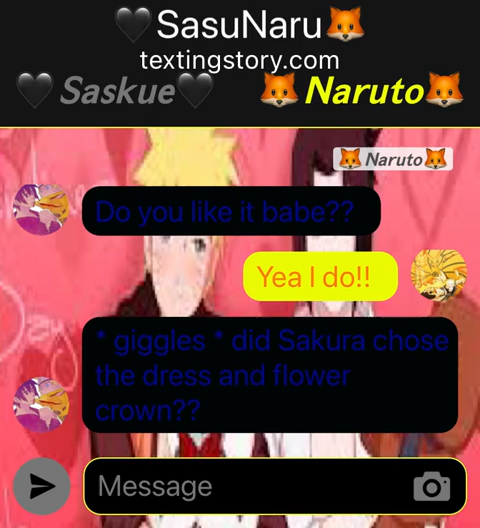 🖤SasuNaru🦊
textingstory.com
🖤Saskue🖤 🦊Naruto🦊
🦊Naruto🦊
Do you like it babe??
Yea I do!!
* giggles * did Sakura chose
the dress and flower
crown??
Message